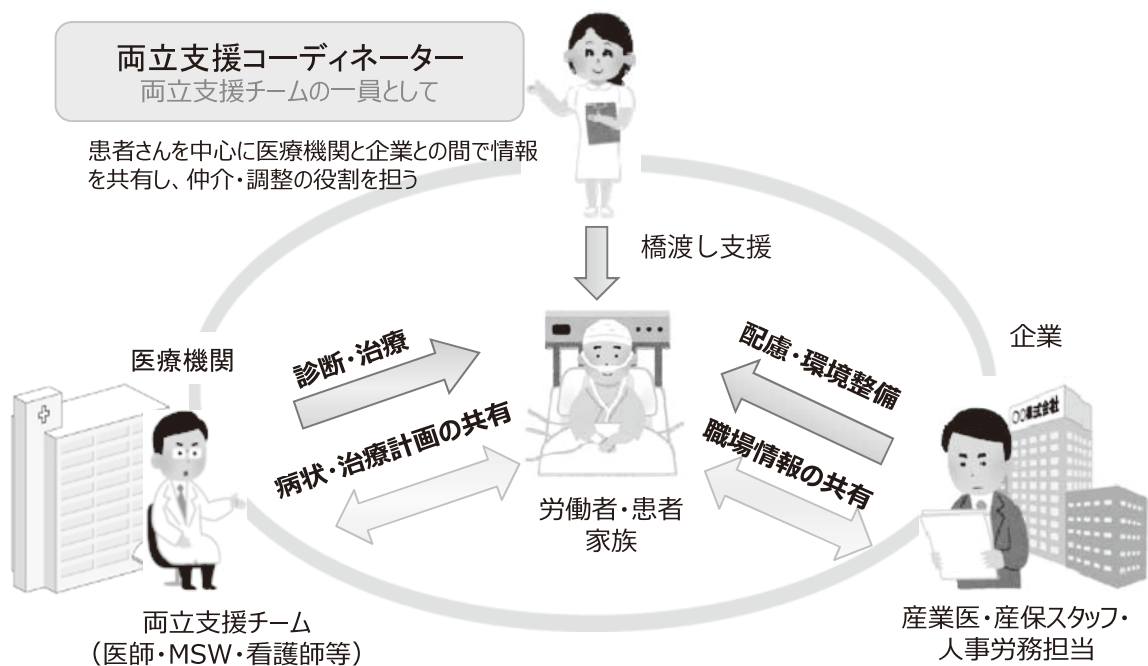 両立支援コーディネーター
両立支援チームの一員として
患者さんを中心に医療機関と企業との間で情報
を共有し、仲介・調整の役割を担う
橋渡し支援
医療機関
診断・治療
病状・治療計画の共有
配慮・環境整備
職場情報の共有
企業
〇〇株式会社
労働者・患者
家族
両立支援チーム
（医師・MSW・看護師等）
産業医・産保スタッフ・
人事労務担当